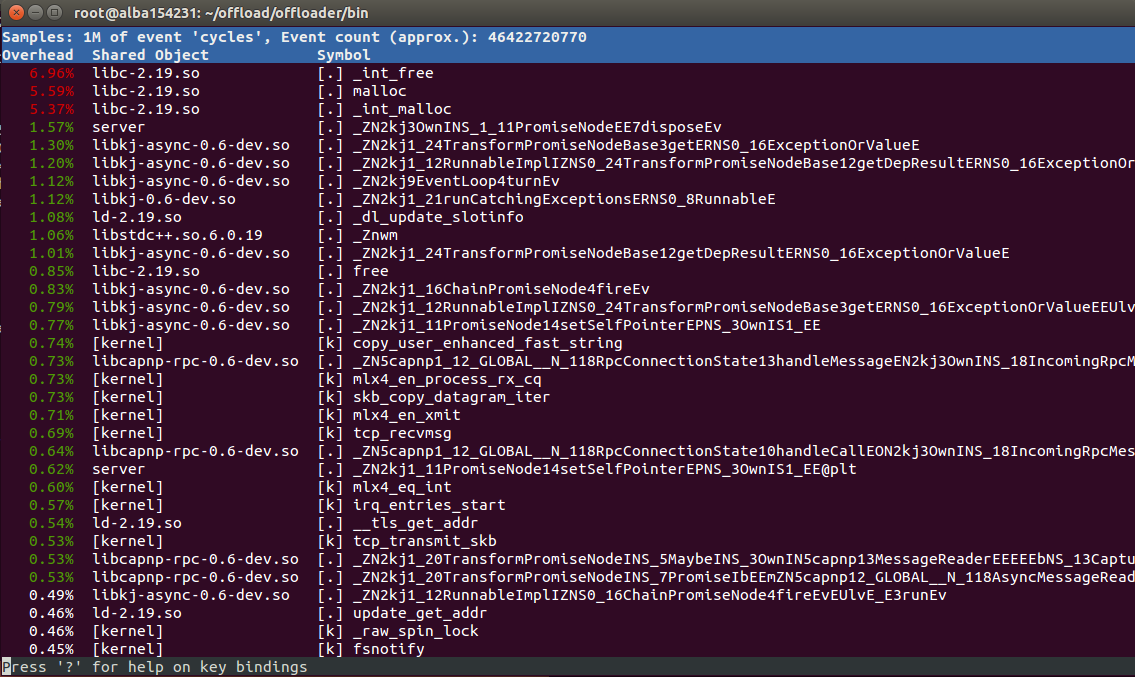 root@alba154231: ~/offload/offloader/bin
Samples: 1M of event 'cycles', Event count (approx.): 46422720770
Overhead  Shared Object            Symbol
6.96%  libc-2.19.so             [.] _int_free
5.59%  libc-2.19.so             [.] malloc
5.37%  libc-2.19.so             [.] _int_malloc
1.57%  server                   [.] _ZN2kj3OwnINS_1_11PromiseNodeEE7disposeEv
1.30%  libkj-async-0.6-dev.so   [.] _ZN2kj1_24TransformPromiseNodeBase3getERNS0_16ExceptionOrValueE
1.20%  libkj-async-0.6-dev.so   [.] _ZN2kj1_12RunnableImplIZNS0_24TransformPromiseNodeBase12getDepResultERNS0_16ExceptionOr
1.12%  libkj-async-0.6-dev.so   [.] _ZN2kj9EventLoop4turnEv
1.12%  libkj-0.6-dev.so         [.] _ZN2kj1_21runCatchingExceptionsERNS0_8RunnableE
1.08%  ld-2.19.so               [.] _dl_update_slotinfo
1.06%  libstdc++.so.6.0.19      [.] _Znwm
1.01%  libkj-async-0.6-dev.so   [.] _ZN2kj1_24TransformPromiseNodeBase12getDepResultERNS0_16ExceptionOrValueE
0.85%  libc-2.19.so             [.] free
0.83%  libkj-async-0.6-dev.so   [.] _ZN2kj1_16ChainPromiseNode4fireEv
0.79%  libkj-async-0.6-dev.so   [.] _ZN2kj1_12RunnableImplIZNS0_24TransformPromiseNodeBase3getERNS0_16ExceptionOrValueEEUlv
0.77%  libkj-async-0.6-dev.so   [.] _ZN2kj1_11PromiseNode14setSelfPointerEPNS_3OwnIS1_EE
0.74%  [kernel]                 [k] copy_user_enhanced_fast_string
0.73%  libcapnp-rpc-0.6-dev.so  [.] _ZN5capnp1_12_GLOBAL__N_118RpcConnectionState13handleMessageEN2kj3OwnINS_18IncomingRpcM
0.73%  [kernel]                 [k] mlx4_en_process_rx_cq
0.73%  [kernel]                 [k] skb_copy_datagram_iter
0.71%  [kernel]                 [k] mlx4_en_xmit
0.69%  [kernel]                 [k] tcp_recvmsg
0.64%  libcapnp-rpc-0.6-dev.so  [.] _ZN5capnp1_12_GLOBAL__N_118RpcConnectionState10handleCallEON2kj3OwnINS_18IncomingRpcMes
0.62%  server                   [.] _ZN2kj1_11PromiseNode14setSelfPointerEPNS_3OwnIS1_EE@plt
0.60%  [kernel]                 [k] mlx4_eq_int
0.57%  [kernel]                 [k] irq_entries_start
0.54%  ld-2.19.so               [.] __tls_get_addr
0.53%  [kernel]                 [k] tcp_transmit_skb
0.53%  libcapnp-rpc-0.6-dev.so  [.] _ZN2kj1_20TransformPromiseNodeINS_5MaybeINS_3OwnIN5capnp13MessageReaderEEEEEbNS_13Captu
0.53%  libcapnp-rpc-0.6-dev.so  [.] _ZN2kj1_20TransformPromiseNodeINS_7PromiseIbEEmZN5capnp12_GLOBAL__N_118AsyncMessageRead
0.49%  libkj-async-0.6-dev.so   [.] _ZN2kj1_12RunnableImplIZNS0_16ChainPromiseNode4fireEvEUlvE_E3runEv
0.46%  ld-2.19.so               [.] update_get_addr
0.46%  [kernel]                 [k] _raw_spin_lock
0.45%  [kernel]                 [k] fsnotify
Press '?' for help on key bindings